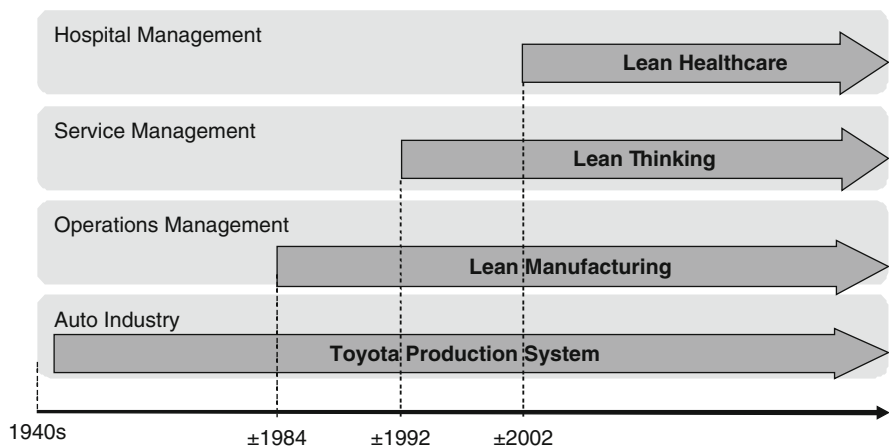 Hospital Management
Lean Healthcare
Service Management
Lean Thinking
Operations Management
Lean Manufacturing
Auto Industry
Toyota Production System
1940s
±1984
±1992
±2002